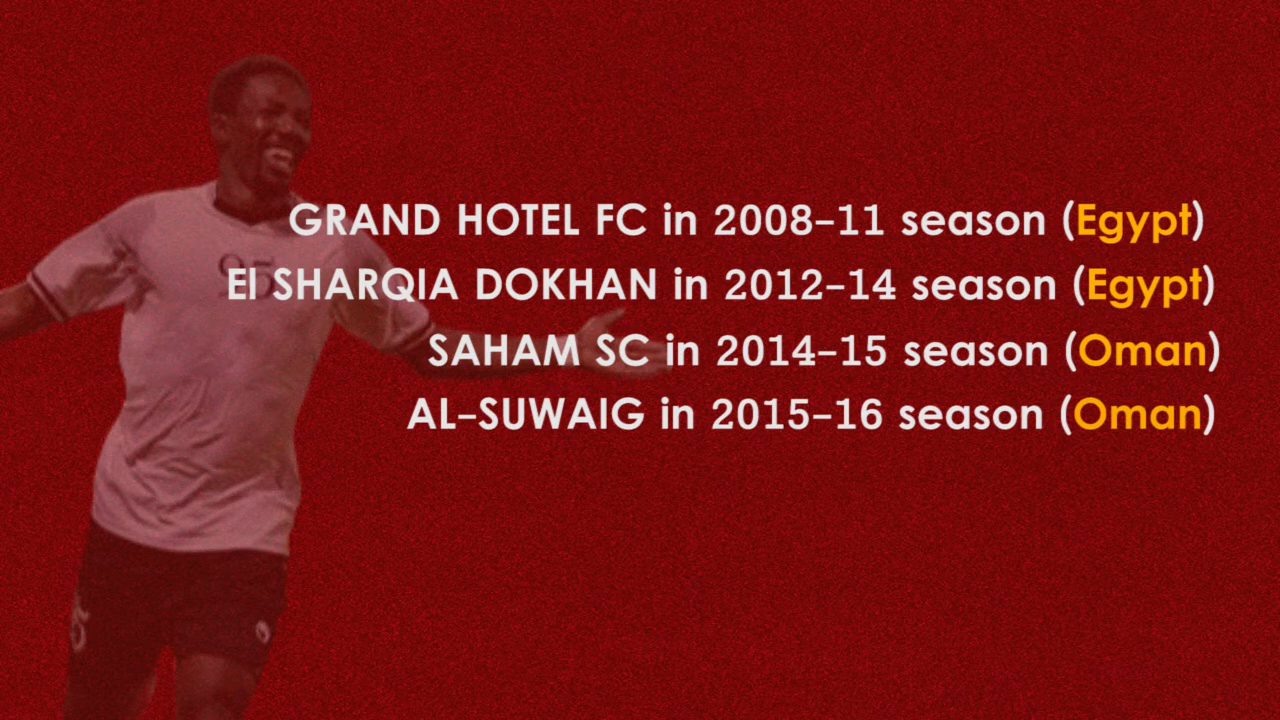 GRAND HOTEL FC in 2008-11 season (Egypt)
El SHARQIA DOKHAN in 2012-14 season (Egypt)
SAHAM SC in 2014-15 season (Oman)
AL-SUWAIG in 2015-16 season (Oman)
95